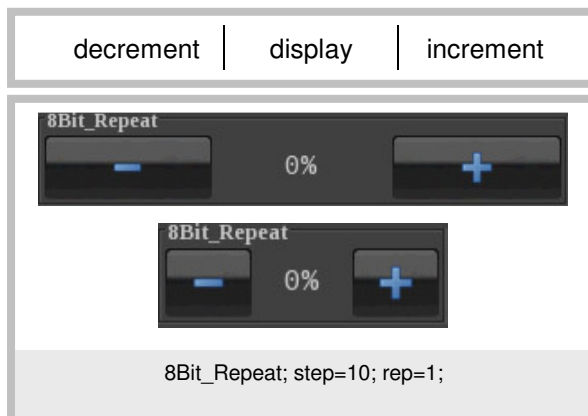 decrement display increment
8Bit_Repeat
- 0% +
8Bit_Repeat
- 0% +
8Bit_Repeat; step=10; rep=1;